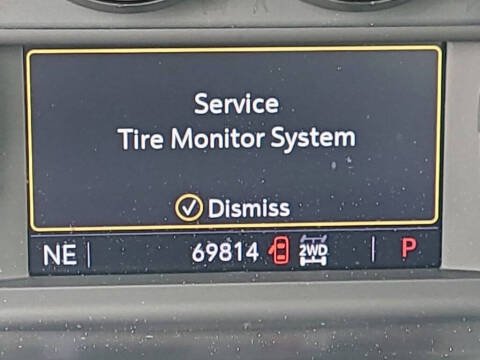 Service
Tire Monitor System
Dismiss
NE 69814 2WD P